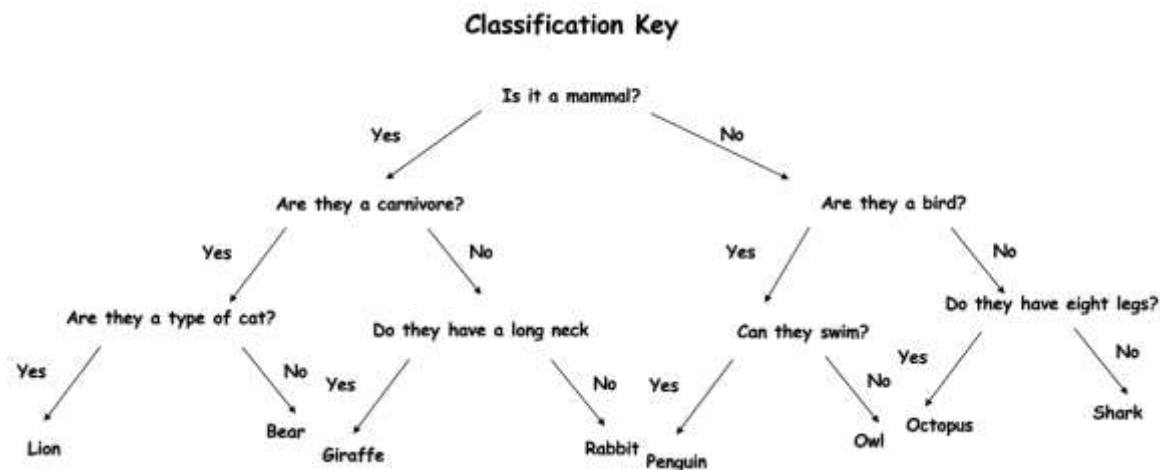 Classification Key
Is it a mammal?
Yes
No
Are they a carnivore?
Are they a bird?
Yes
No
Yes
No
Are they a type of cat?
Do they have a long neck
Can they swim?
Do they have eight legs?
Yes
No
Yes
No
Yes
No
Yes
No
Lion
Bear
Giraffe
Rabbit
Penguin
Owl
Octopus
Shark